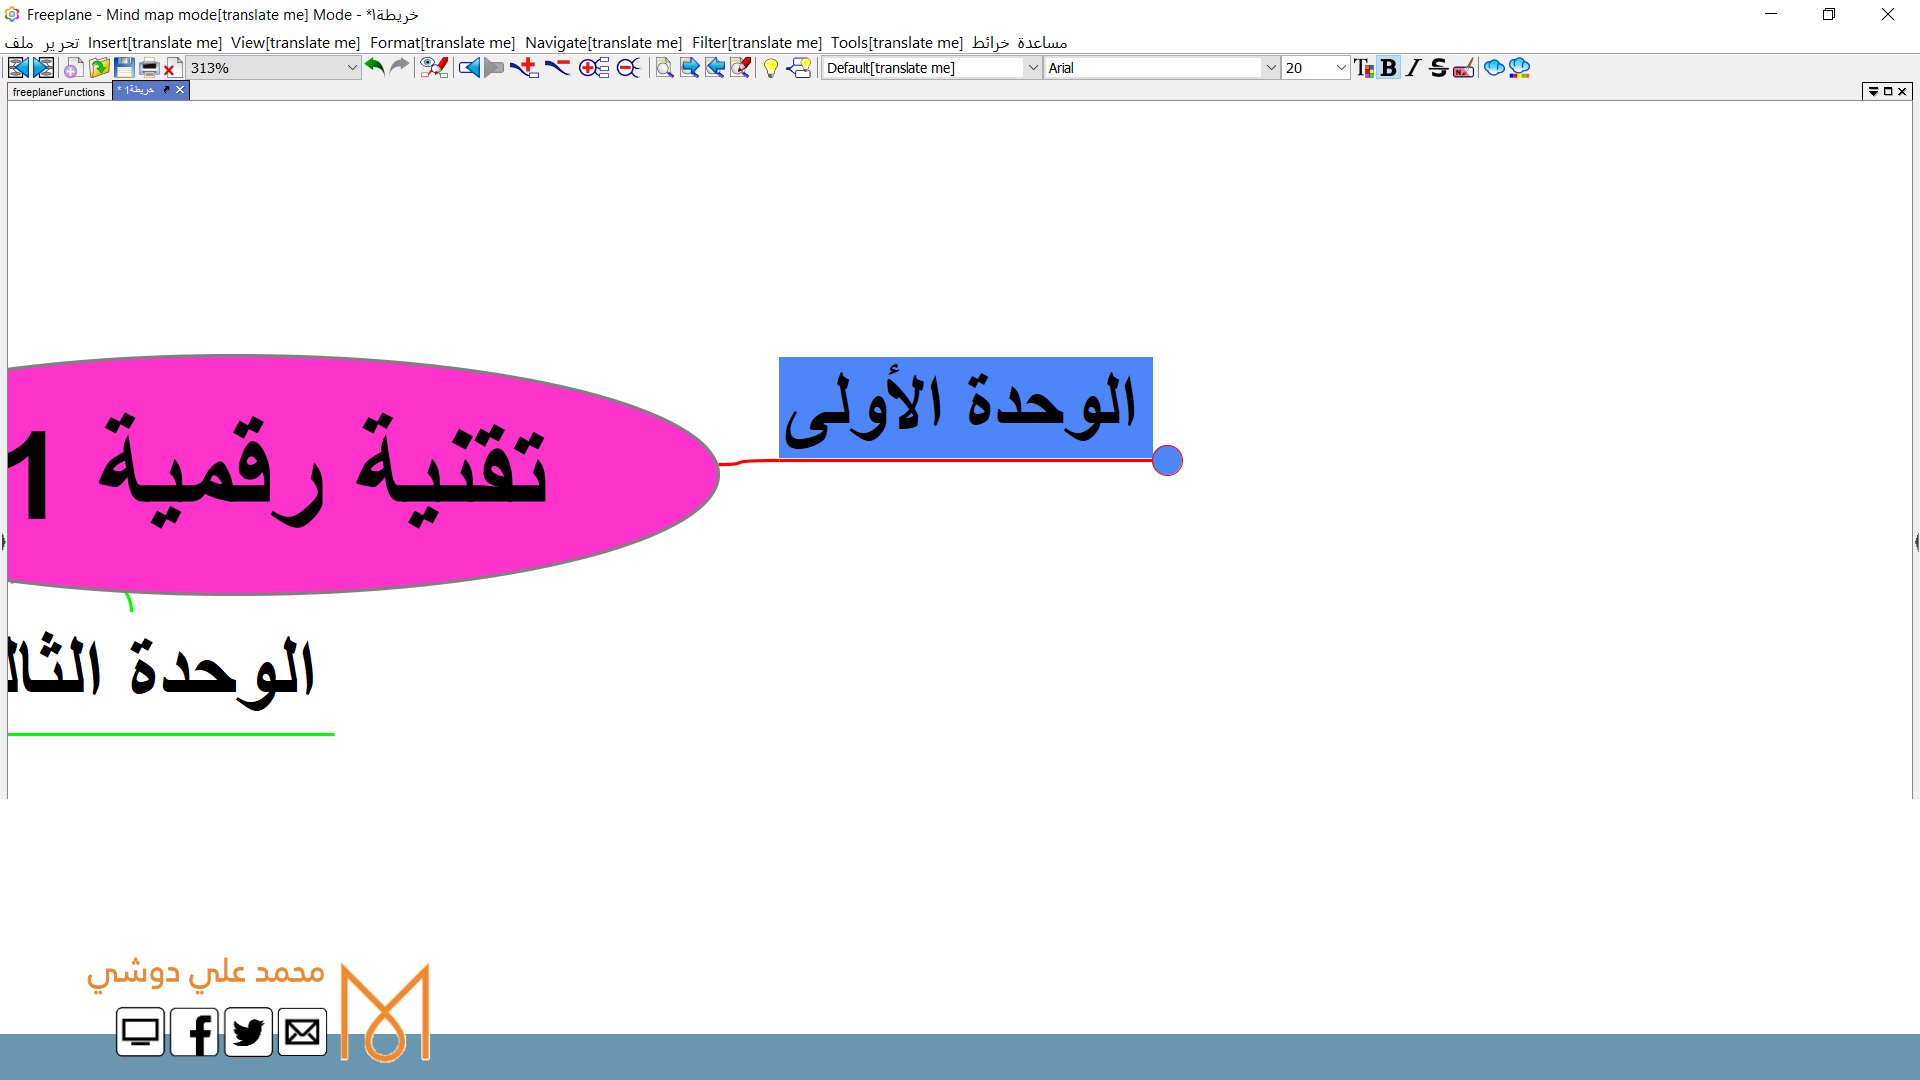 Freeplane - Mind map mode[translate me] Mode - *خريطة١
ملف تحرير Insert[translate me] View[translate me] Format[translate me] Navigate[translate me] Filter[translate me] Tools[translate me] خرائط مساعدة
313% Default[translate me] Arial 20
freeplaneFunctions خريطة1 *
الوحدة الأولى
تقنية رقمية 1
الوحدة
محمد علي دوشي